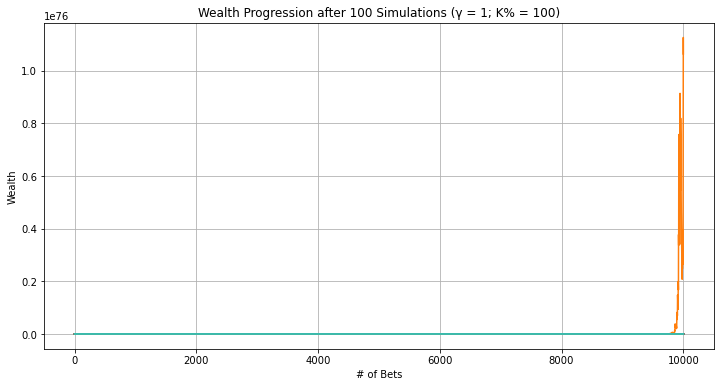 Wealth Progression after 100 Simulations (γ = 1; K% = 100)
1e76
1.0
0.8
0.6
0.4
0.2
0.0
Wealth
0 2000 4000 6000 8000 10000
# of Bets